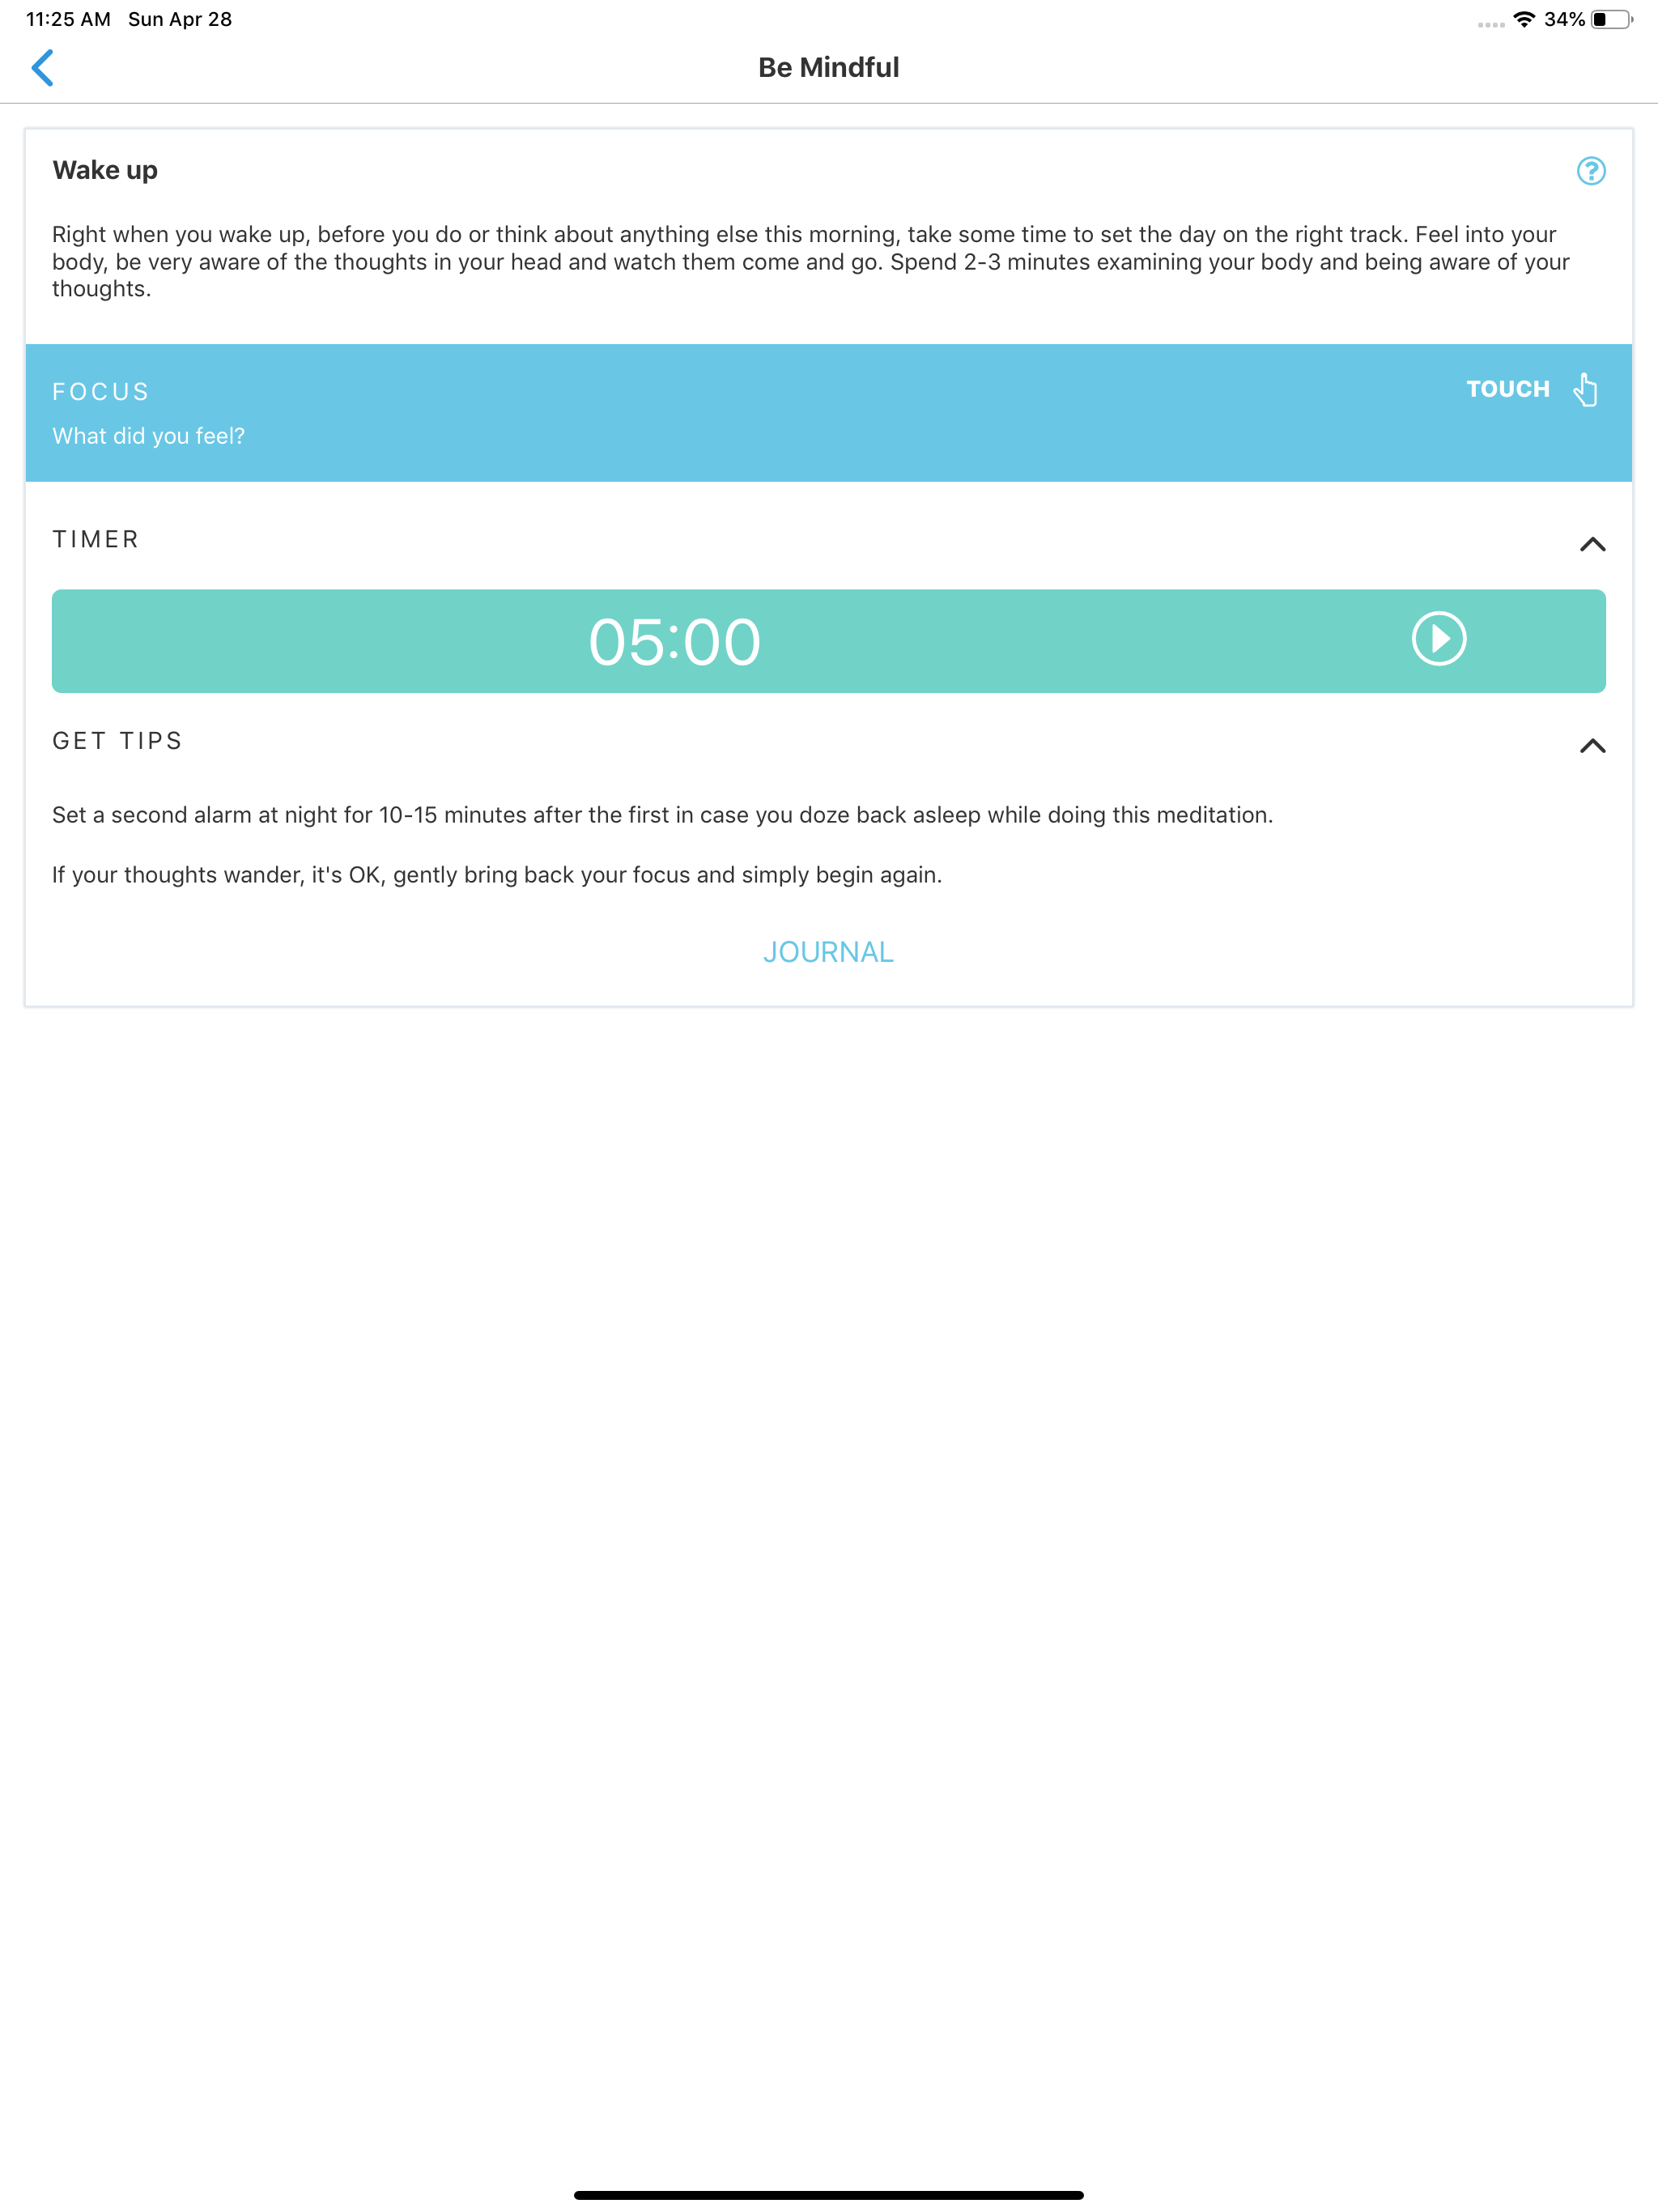 11:25 AM Sun Apr 28
34%
Be Mindful
Wake up
Right when you wake up, before you do or think about anything else this morning, take some time to set the day on the right track. Feel into your
body, be very aware of the thoughts in your head and watch them come and go. Spend 2-3 minutes examining your body and being aware of your
thoughts.
FOCUS
TOUCH
What did you feel?
TIMER
05:00
GET TIPS
Set a second alarm at night for 10-15 minutes after the first in case you doze back asleep while doing this meditation.
If your thoughts wander, it's OK, gently bring back your focus and simply begin again.
JOURNAL